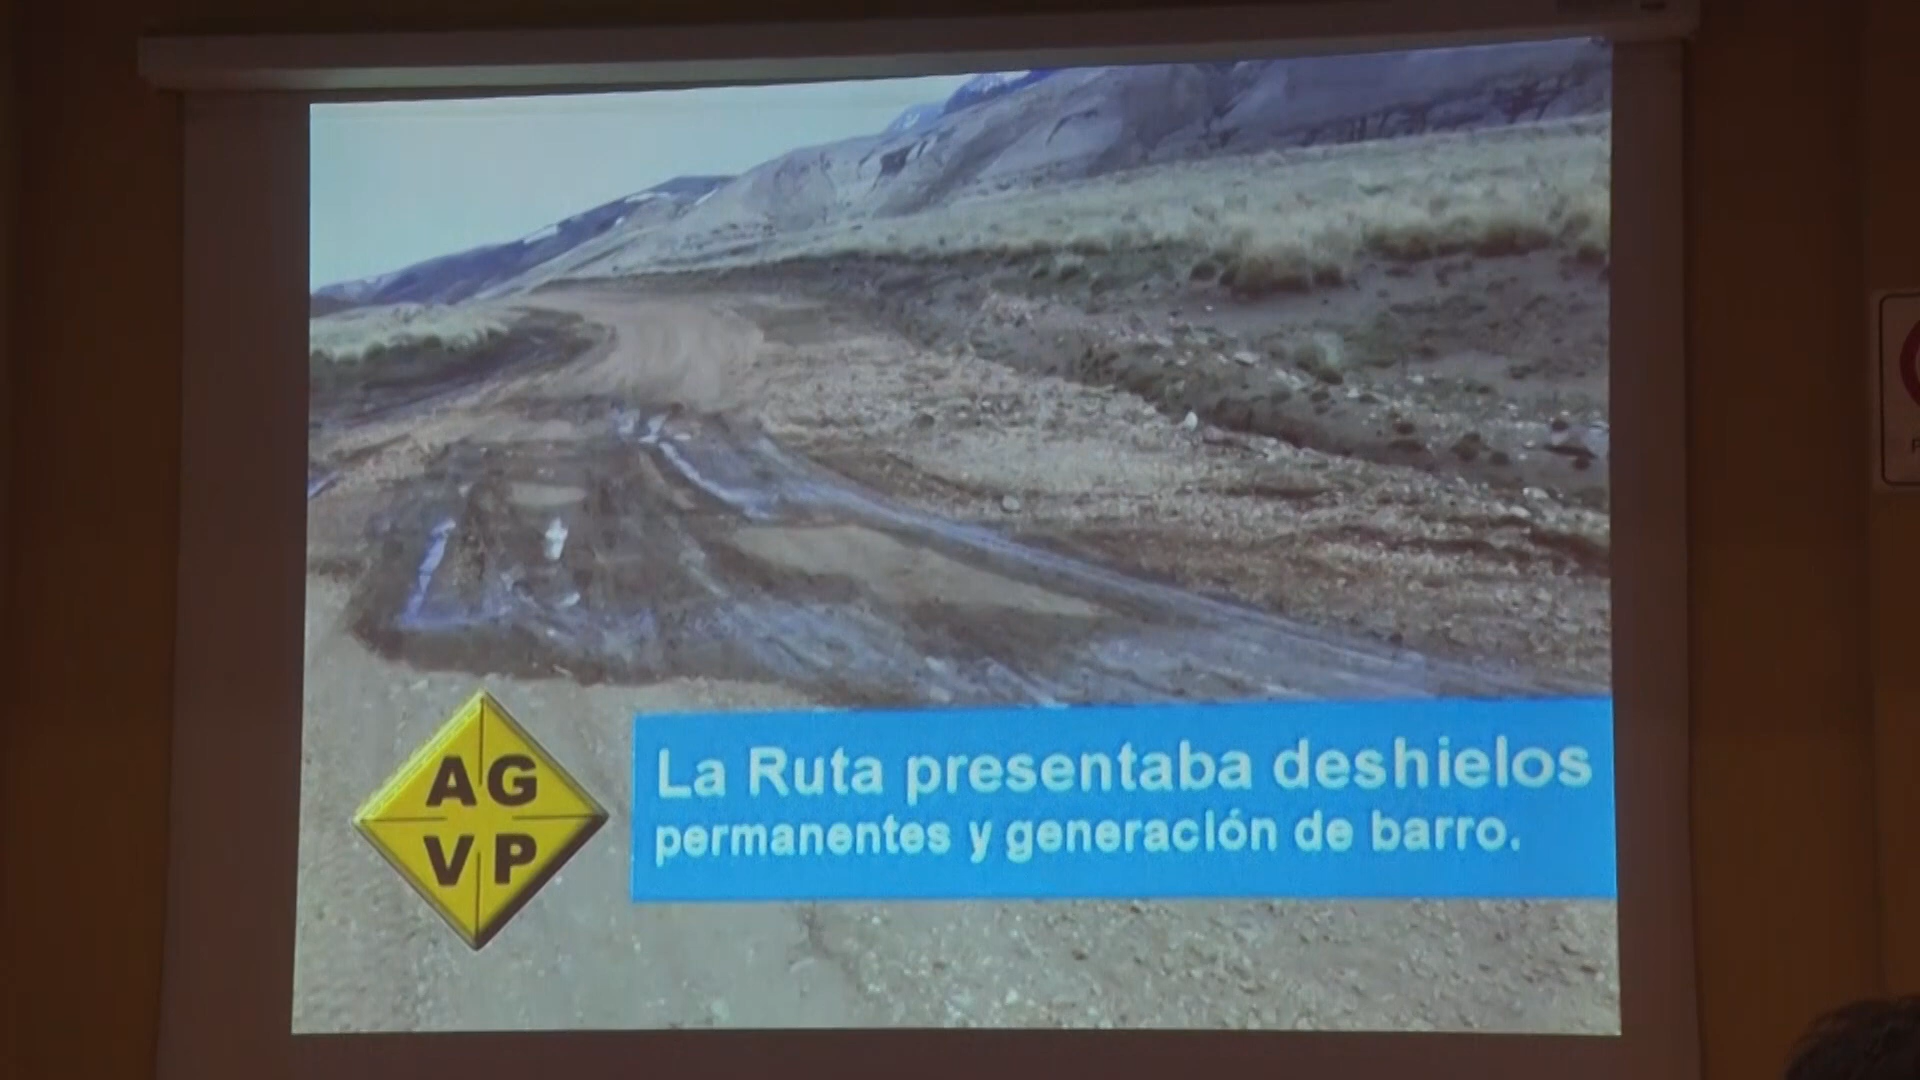 AG
VP
La Ruta presentaba deshielos
permanentes y generación de barro.